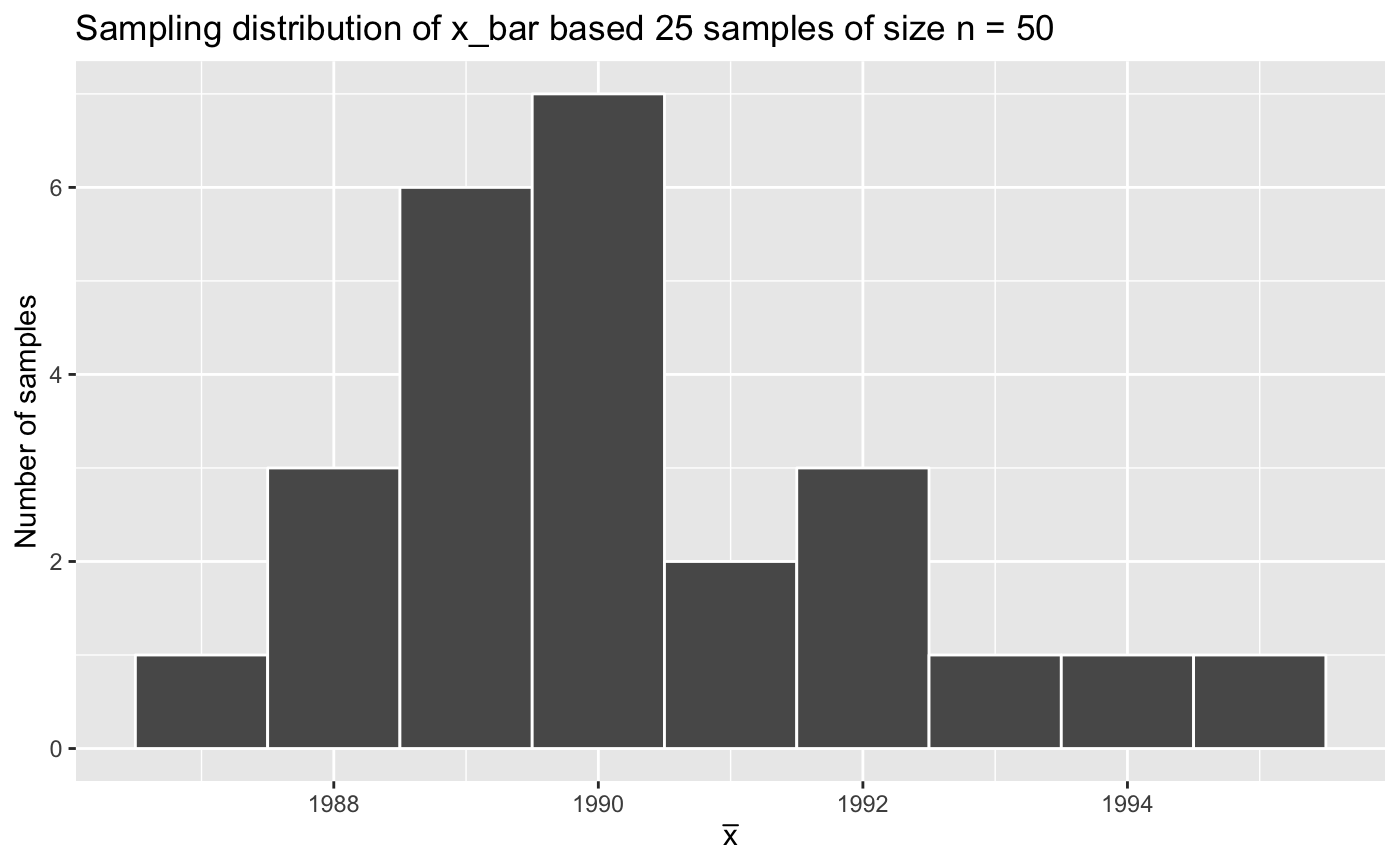 Sampling distribution of x_bar based 25 samples of size n = 50
Number of samples
6
4
2
0
1988 1990 1992 1994
x̅